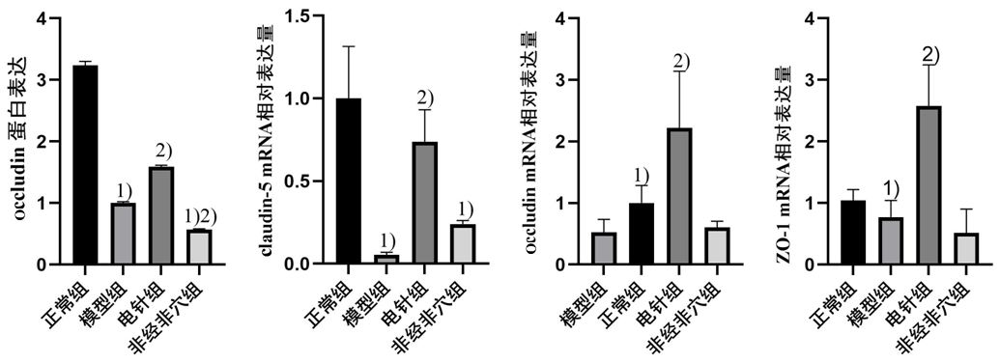 occludin 蛋白表达
4
3
2
1
0
1)
2)
1)2)
正常组
模型组
电针组
非经非穴组
claudin-5 mRNA相对表达量
1.5
1.0
0.5
0.0
1)
2)
1)
正常组
模型组
电针组
非经非穴组
occludin mRNA相对表达量
4
3
2
1
0
1)
2)
模型组
正常组
电针组
非经非穴组
ZO-1 mRNA相对表达量
4
3
2
1
0
1)
2)
正常组
模型组
电针组
非经非穴组